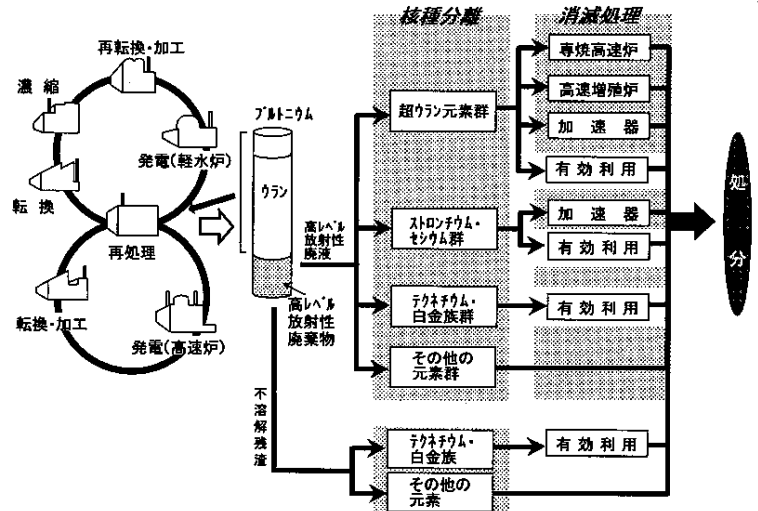 核種分離
消滅処理
再転換・加工
濃縮
発電(軽水炉)
転換
再処理
転換・加工
発電(高速炉)
プルトニウム
ウラン
高レベル
放射性
廃液
高レベル
放射性
廃棄物
不溶解残渣
超ウラン元素群
専焼高速炉
高速増殖炉
加速器
有効利用
ストロンチウム・
セシウム群
加速器
有効利用
テクネチウム・
白金族群
有効利用
その他の
元素群
テクネチウム・
白金族
有効利用
その他の
元素
処分